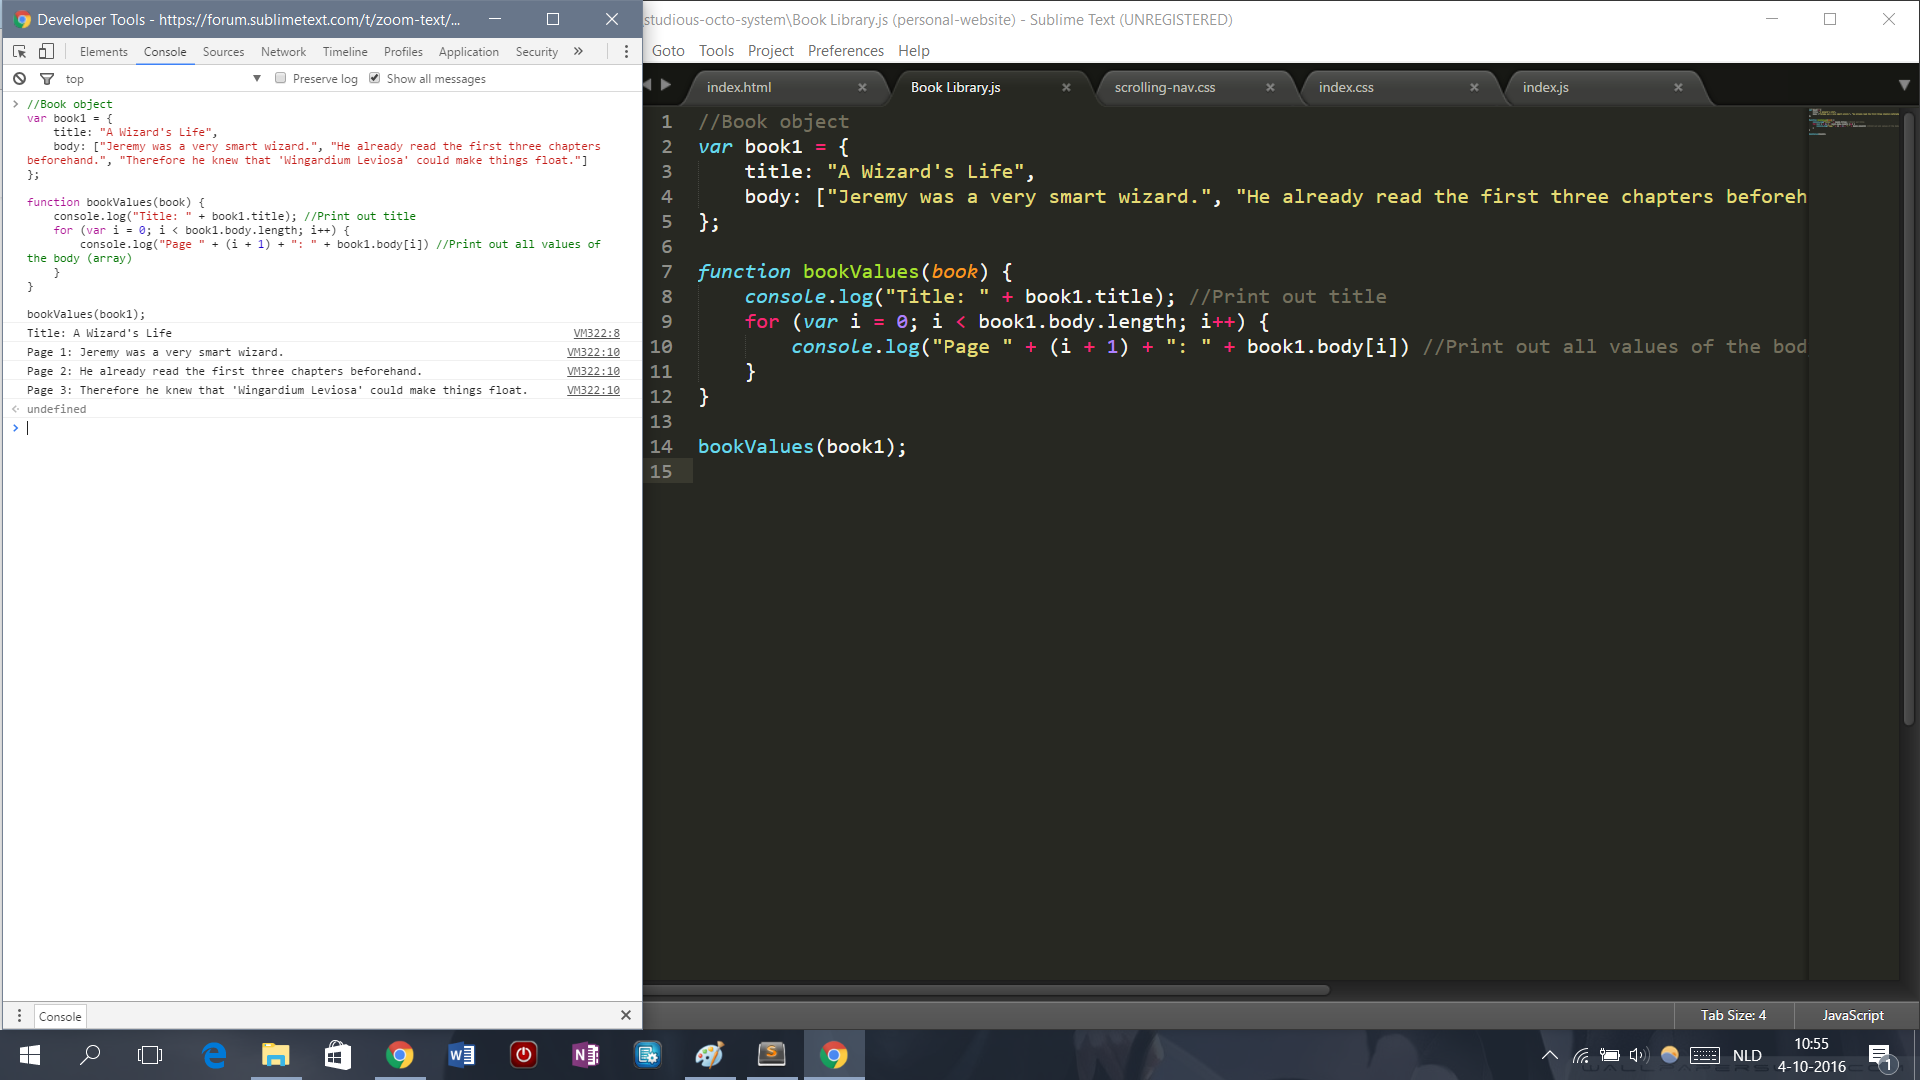 Developer Tools - https://forum.sublimetext.com/t/zoom-text/...
Elements Console Sources Network Timeline Profiles Application Security »
top Preserve log Show all messages
> //Book object
var book1 = {
title: "A Wizard's Life",
body: ["Jeremy was a very smart wizard.", "He already read the first three chapters
beforehand.", "Therefore he knew that 'Wingardium Leviosa' could make things float."]
};
function bookValues(book) {
console.log("Title: " + book1.title); //Print out title
for (var i = 0; i < book1.body.length; i++) {
console.log("Page " + (i + 1) + ": " + book1.body[i]) //Print out all values of
the body (array)
}
}
bookValues(book1);
Title: A Wizard's Life VM322:8
Page 1: Jeremy was a very smart wizard. VM322:10
Page 2: He already read the first three chapters beforehand. VM322:10
Page 3: Therefore he knew that 'Wingardium Leviosa' could make things float. VM322:10
undefined
>
Console
studious-octo-system\Book Library.js (personal-website) - Sublime Text (UNREGISTERED)
Goto Tools Project Preferences Help
index.html Book Library.js scrolling-nav.css index.css index.js
1 //Book object
2 var book1 = {
3 title: "A Wizard's Life",
4 body: ["Jeremy was a very smart wizard.", "He already read the first three chapters beforeh
5 };
6
7 function bookValues(book) {
8 console.log("Title: " + book1.title); //Print out title
9 for (var i = 0; i < book1.body.length; i++) {
10 console.log("Page " + (i + 1) + ": " + book1.body[i]) //Print out all values of the bod
11 }
12 }
13
14 bookValues(book1);
15
Tab Size: 4 JavaScript
NLD
10:55
4-10-2016
1